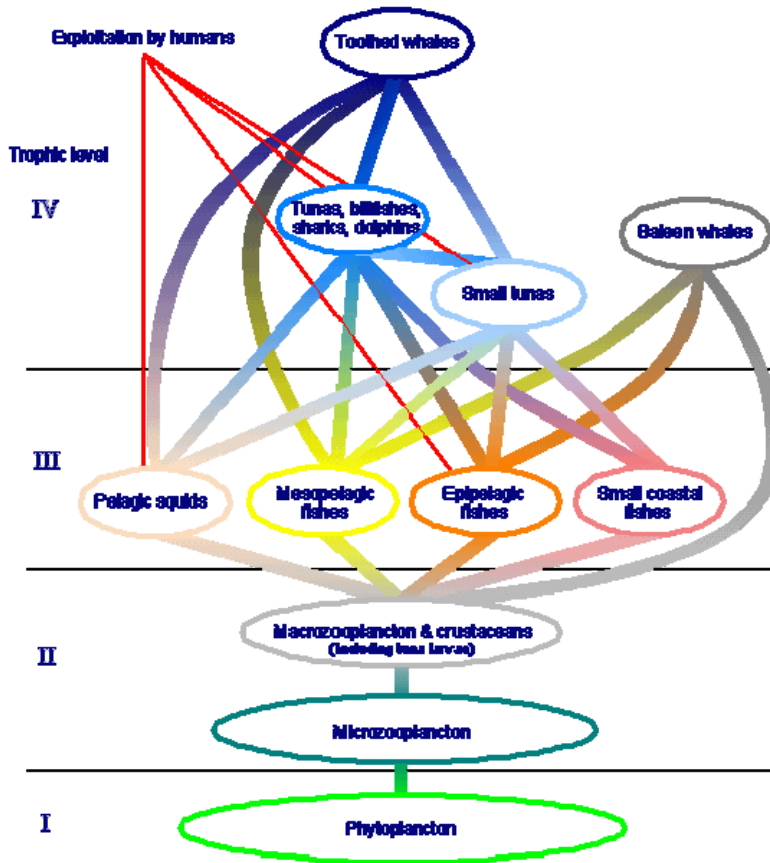 Exploitation by humans
Toothed whales
Trophic level
IV
Tunas, billfishes,
sharks, dolphins
Baleen whales
Small tunas
III
Pelagic squids
Mesopelagic
fishes
Epipelagic
fishes
Small coastal
fishes
Macrozooplancton & crustaceans
(including tuna larvae)
II
Microzooplancton
I
Phytoplancton